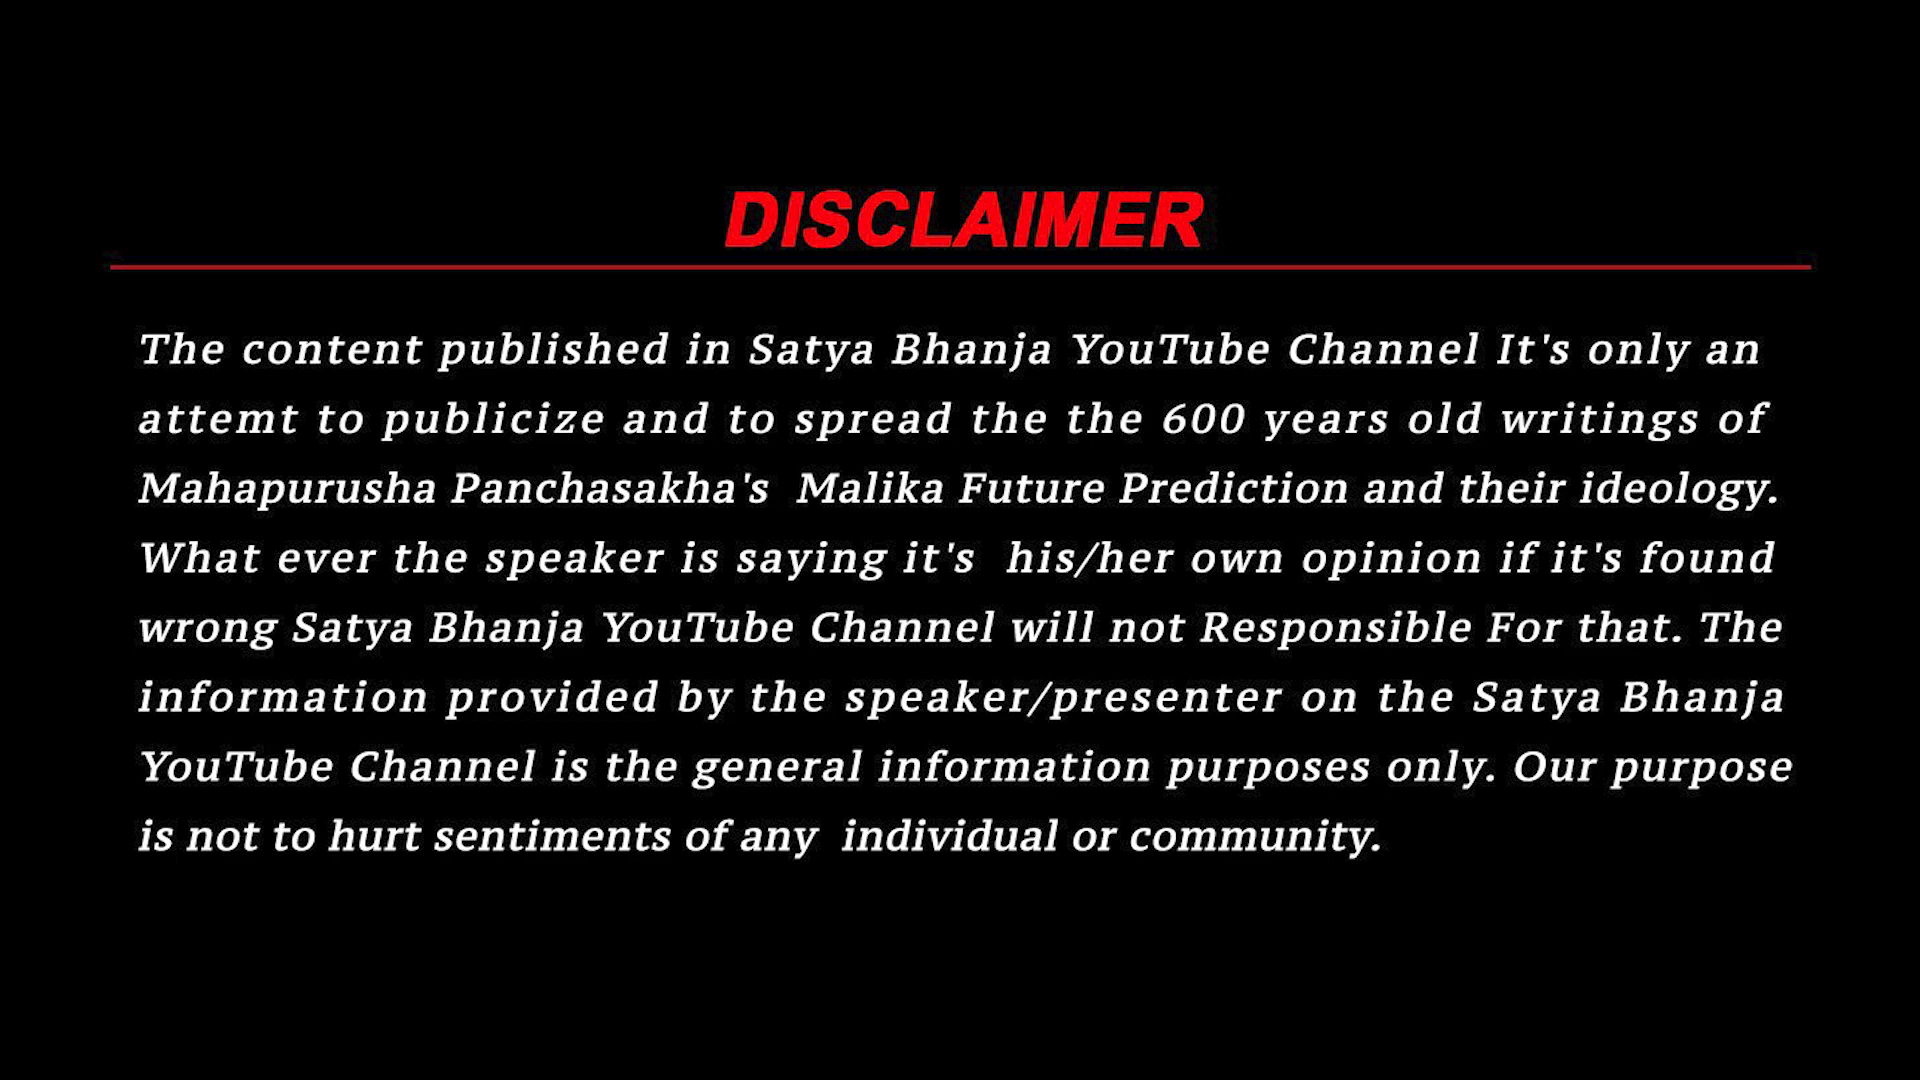 DISCLAIMER
The content published in Satya Bhanja YouTube Channel It's only an
attemt to publicize and to spread the the 600 years old writings of
Mahapurusha Panchasakha's Malika Future Prediction and their ideology.
What ever the speaker is saying it's his/her own opinion if it's found
wrong Satya Bhanja YouTube Channel will not Responsible For that. The
information provided by the speaker/presenter on the Satya Bhanja
YouTube Channel is the general information purposes only. Our purpose
is not to hurt sentiments of any individual or community.